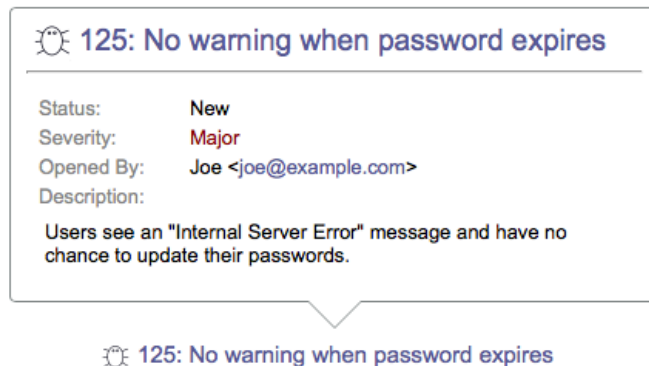 125: No warning when password expires
Status: New
Severity: Major
Opened By: Joe <joe@example.com>
Description:
Users see an "Internal Server Error" message and have no
chance to update their passwords.
125: No warning when password expires